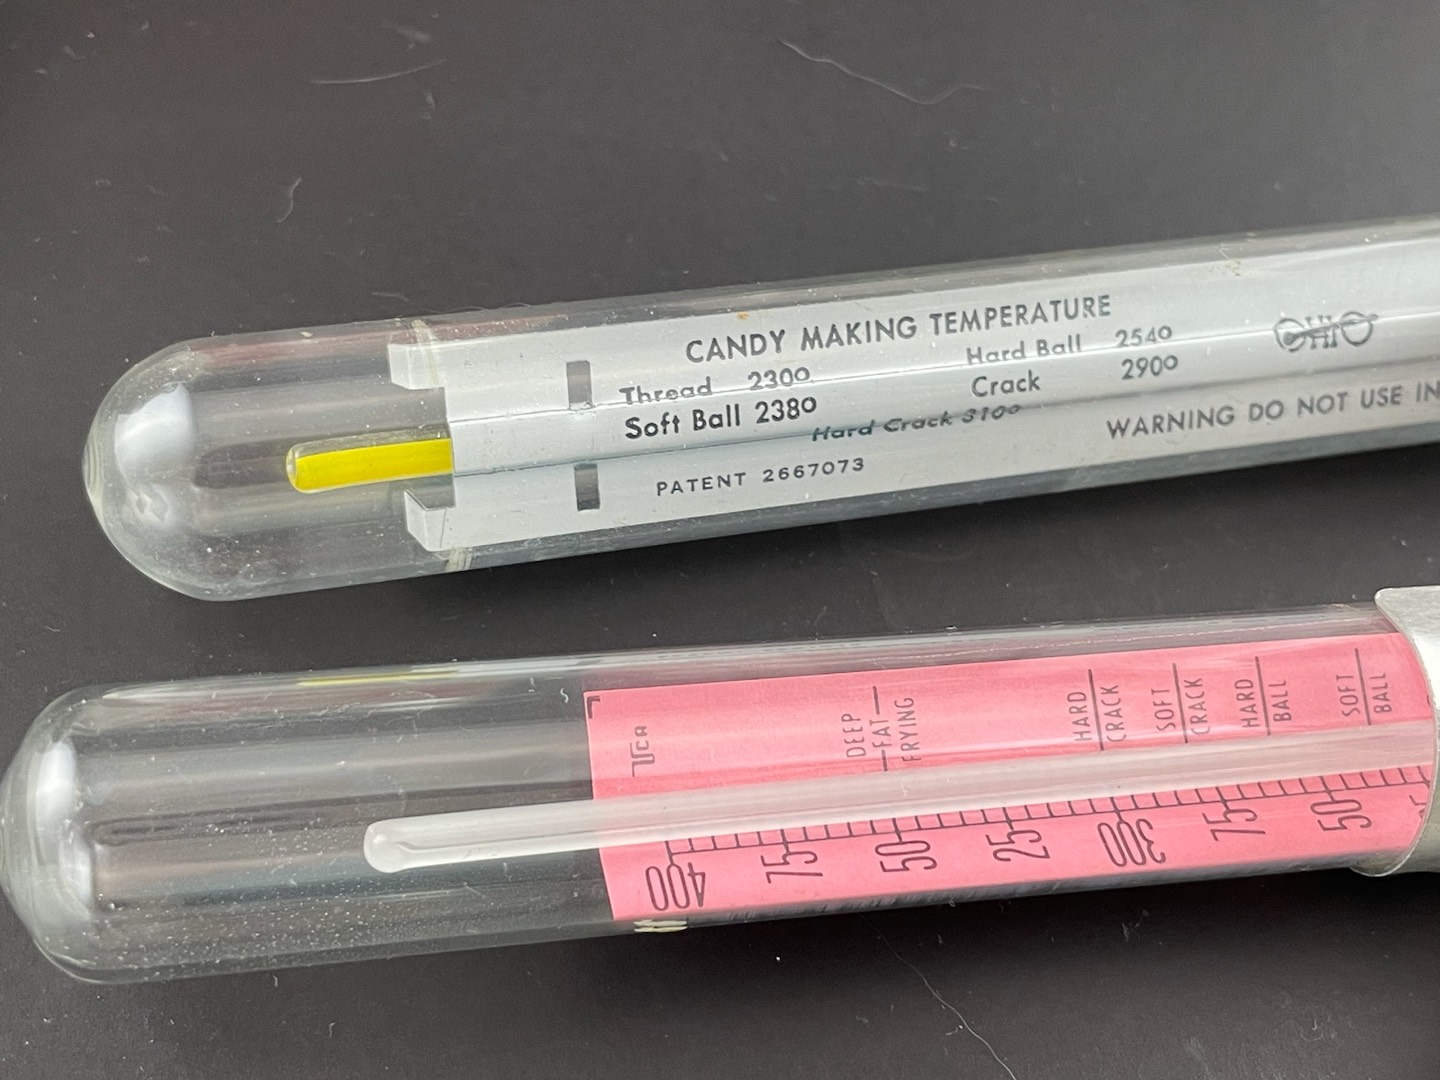 CANDY MAKING TEMPERATURE
Thread 230° Hard Ball 254°
Soft Ball 238° Crack 290°
Hard Crack 310°
PATENT 2667073
OHIO
WARNING DO NOT USE IN
TCA
DEEP
FAT
FRYING
HARD
CRACK
SOFT
CRACK
HARD
BALL
SOFT
BALL
400 75 50 25 300 75 50